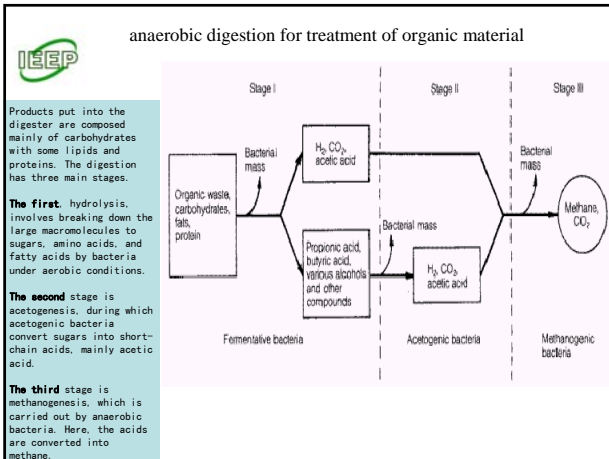 anaerobic digestion for treatment of organic material
IEEP
Products put into the
digester are composed
mainly of carbohydrates
with some lipids and
proteins. The digestion
has three main stages.
The first, hydrolysis,
involves breaking down the
large macromolecules to
sugars, amino acids, and
fatty acids by bacteria
under aerobic conditions.
The second stage is
acetogenesis, during which
acetogenic bacteria
convert sugars into short-
chain acids, mainly acetic
acid.
The third stage is
methanogenesis, which is
carried out by anaerobic
bacteria. Here, the acids
are converted into
methane.
Stage I
Stage II
Stage III
Organic waste,
carbohydrates,
fats,
protein
Bacterial
mass
H2, CO2,
acetic acid
Propionic acid,
butyric acid,
various alcohols
and other
compounds
Bacterial mass
H2, CO2,
acetic acid
Bacterial
mass
Methane,
CO2
Fermentative bacteria
Acetogenic bacteria
Methanogenic
bacteria